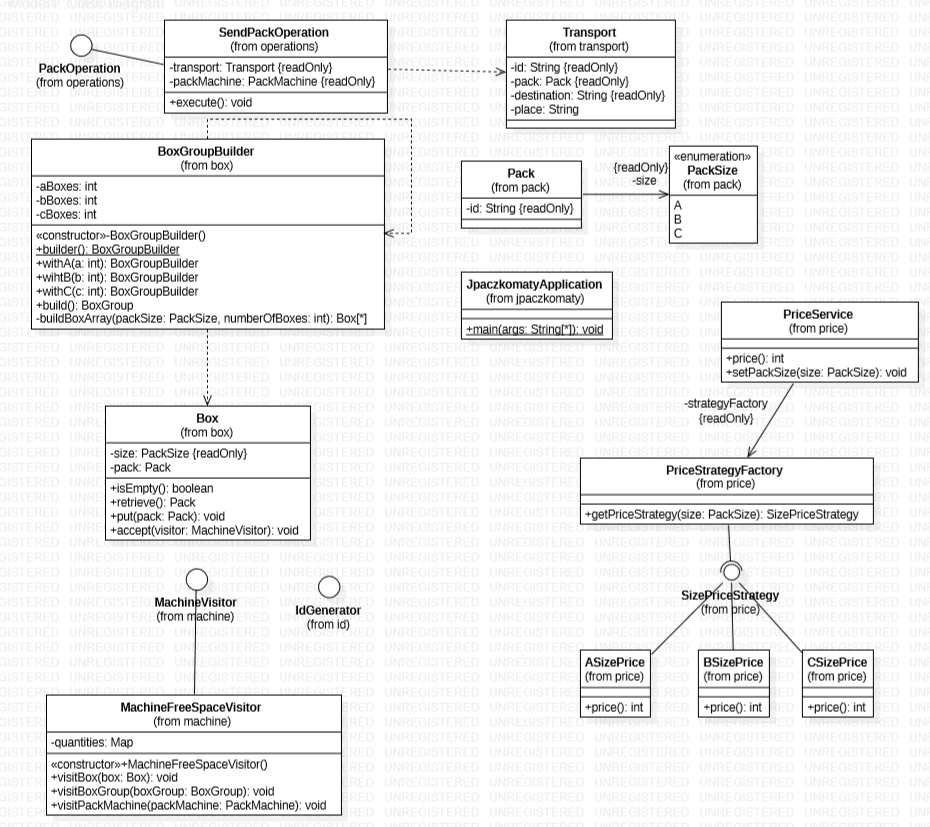 PackOperation
(from operations)
SendPackOperation
(from operations)
-transport: Transport {readOnly}
-packMachine: PackMachine {readOnly}
+execute(): void
Transport
(from transport)
-id: String {readOnly}
-pack: Pack {readOnly}
-destination: String {readOnly}
-place: String
BoxGroupBuilder
(from box)
-aBoxes: int
-bBoxes: int
-cBoxes: int
«constructor»-BoxGroupBuilder()
+builder(): BoxGroupBuilder
+withA(a: int): BoxGroupBuilder
+wihtB(b: int): BoxGroupBuilder
+withC(c: int): BoxGroupBuilder
+build(): BoxGroup
-buildBoxArray(packSize: PackSize, numberOfBoxes: int): Box[*]
Pack
(from pack)
-id: String {readOnly}
{readOnly}
-size
«enumeration»
PackSize
(from pack)
A
B
C
JpaczkomatyApplication
(from jpaczkomaty)
+main(args: String[*]): void
PriceService
(from price)
+price(): int
+setPackSize(size: PackSize): void
-strategyFactory
{readOnly}
Box
(from box)
-size: PackSize {readOnly}
-pack: Pack
+isEmpty(): boolean
+retrieve(): Pack
+put(pack: Pack): void
+accept(visitor: MachineVisitor): void
PriceStrategyFactory
(from price)
+getPriceStrategy(size: PackSize): SizePriceStrategy
MachineVisitor
(from machine)
IdGenerator
(from id)
SizePriceStrategy
(from price)
ASizePrice
(from price)
+price(): int
BSizePrice
(from price)
+price(): int
CSizePrice
(from price)
+price(): int
MachineFreeSpaceVisitor
(from machine)
-quantities: Map
«constructor»+MachineFreeSpaceVisitor()
+visitBox(box: Box): void
+visitBoxGroup(boxGroup: BoxGroup): void
+visitPackMachine(packMachine: PackMachine): void
UNREGISTERED